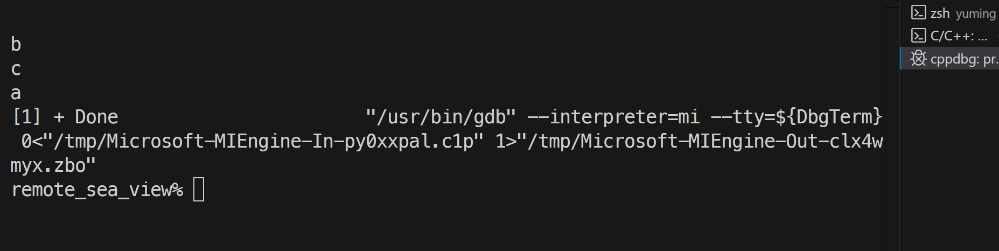 b
c
a
[1] + Done                       "/usr/bin/gdb" --interpreter=mi --tty=${DbgTerm}
 0<"/tmp/Microsoft-MIEngine-In-py0xxpal.c1p" 1>"/tmp/Microsoft-MIEngine-Out-clx4w
myx.zbo"
remote_sea_view%
zsh yuming
C/C++: ...
cppdbg: pr...